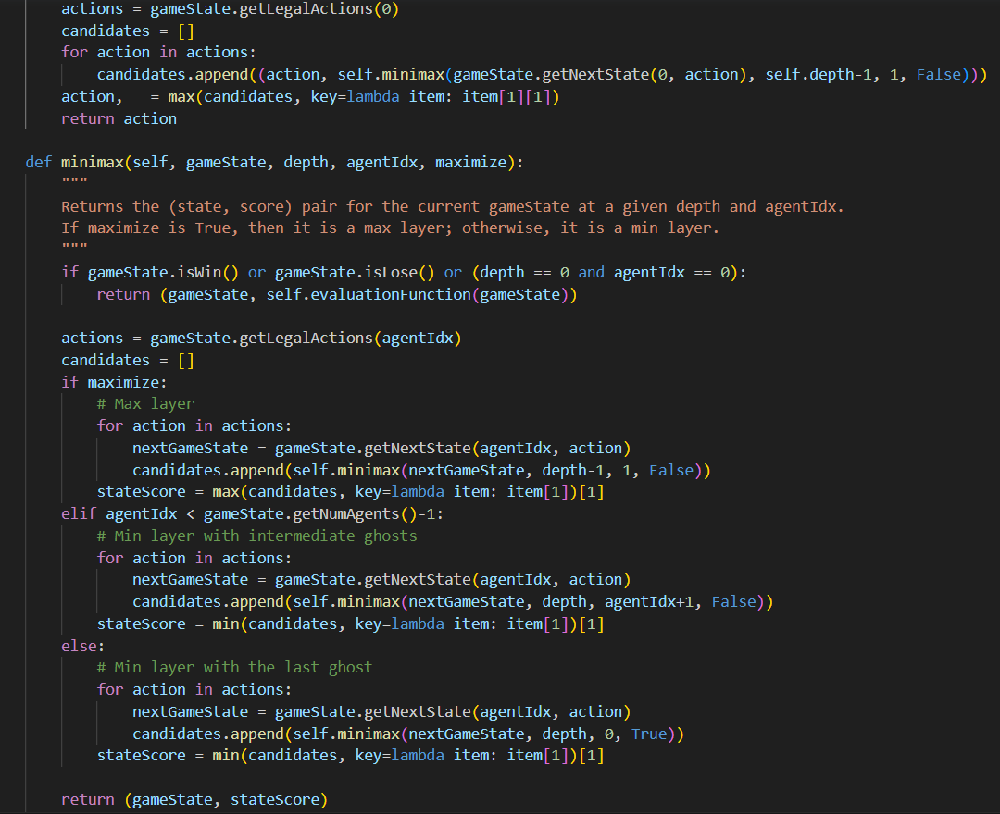 actions = gameState.getLegalActions(0)
candidates = []
for action in actions:
candidates.append((action, self.minimax(gameState.getNextState(0, action), self.depth-1, 1, False)))
action, _ = max(candidates, key=lambda item: item[1][1])
return action
def minimax(self, gameState, depth, agentIdx, maximize):
"""
Returns the (state, score) pair for the current gameState at a given depth and agentIdx.
If maximize is True, then it is a max layer; otherwise, it is a min layer.
"""
if gameState.isWin() or gameState.isLose() or (depth == 0 and agentIdx == 0):
return (gameState, self.evaluationFunction(gameState))
actions = gameState.getLegalActions(agentIdx)
candidates = []
if maximize:
# Max layer
for action in actions:
nextGameState = gameState.getNextState(agentIdx, action)
candidates.append(self.minimax(nextGameState, depth-1, 1, False))
stateScore = max(candidates, key=lambda item: item[1])[1]
elif agentIdx < gameState.getNumAgents()-1:
# Min layer with intermediate ghosts
for action in actions:
nextGameState = gameState.getNextState(agentIdx, action)
candidates.append(self.minimax(nextGameState, depth, agentIdx+1, False))
stateScore = min(candidates, key=lambda item: item[1])[1]
else:
# Min layer with the last ghost
for action in actions:
nextGameState = gameState.getNextState(agentIdx, action)
candidates.append(self.minimax(nextGameState, depth, 0, True))
stateScore = min(candidates, key=lambda item: item[1])[1]
return (gameState, stateScore)